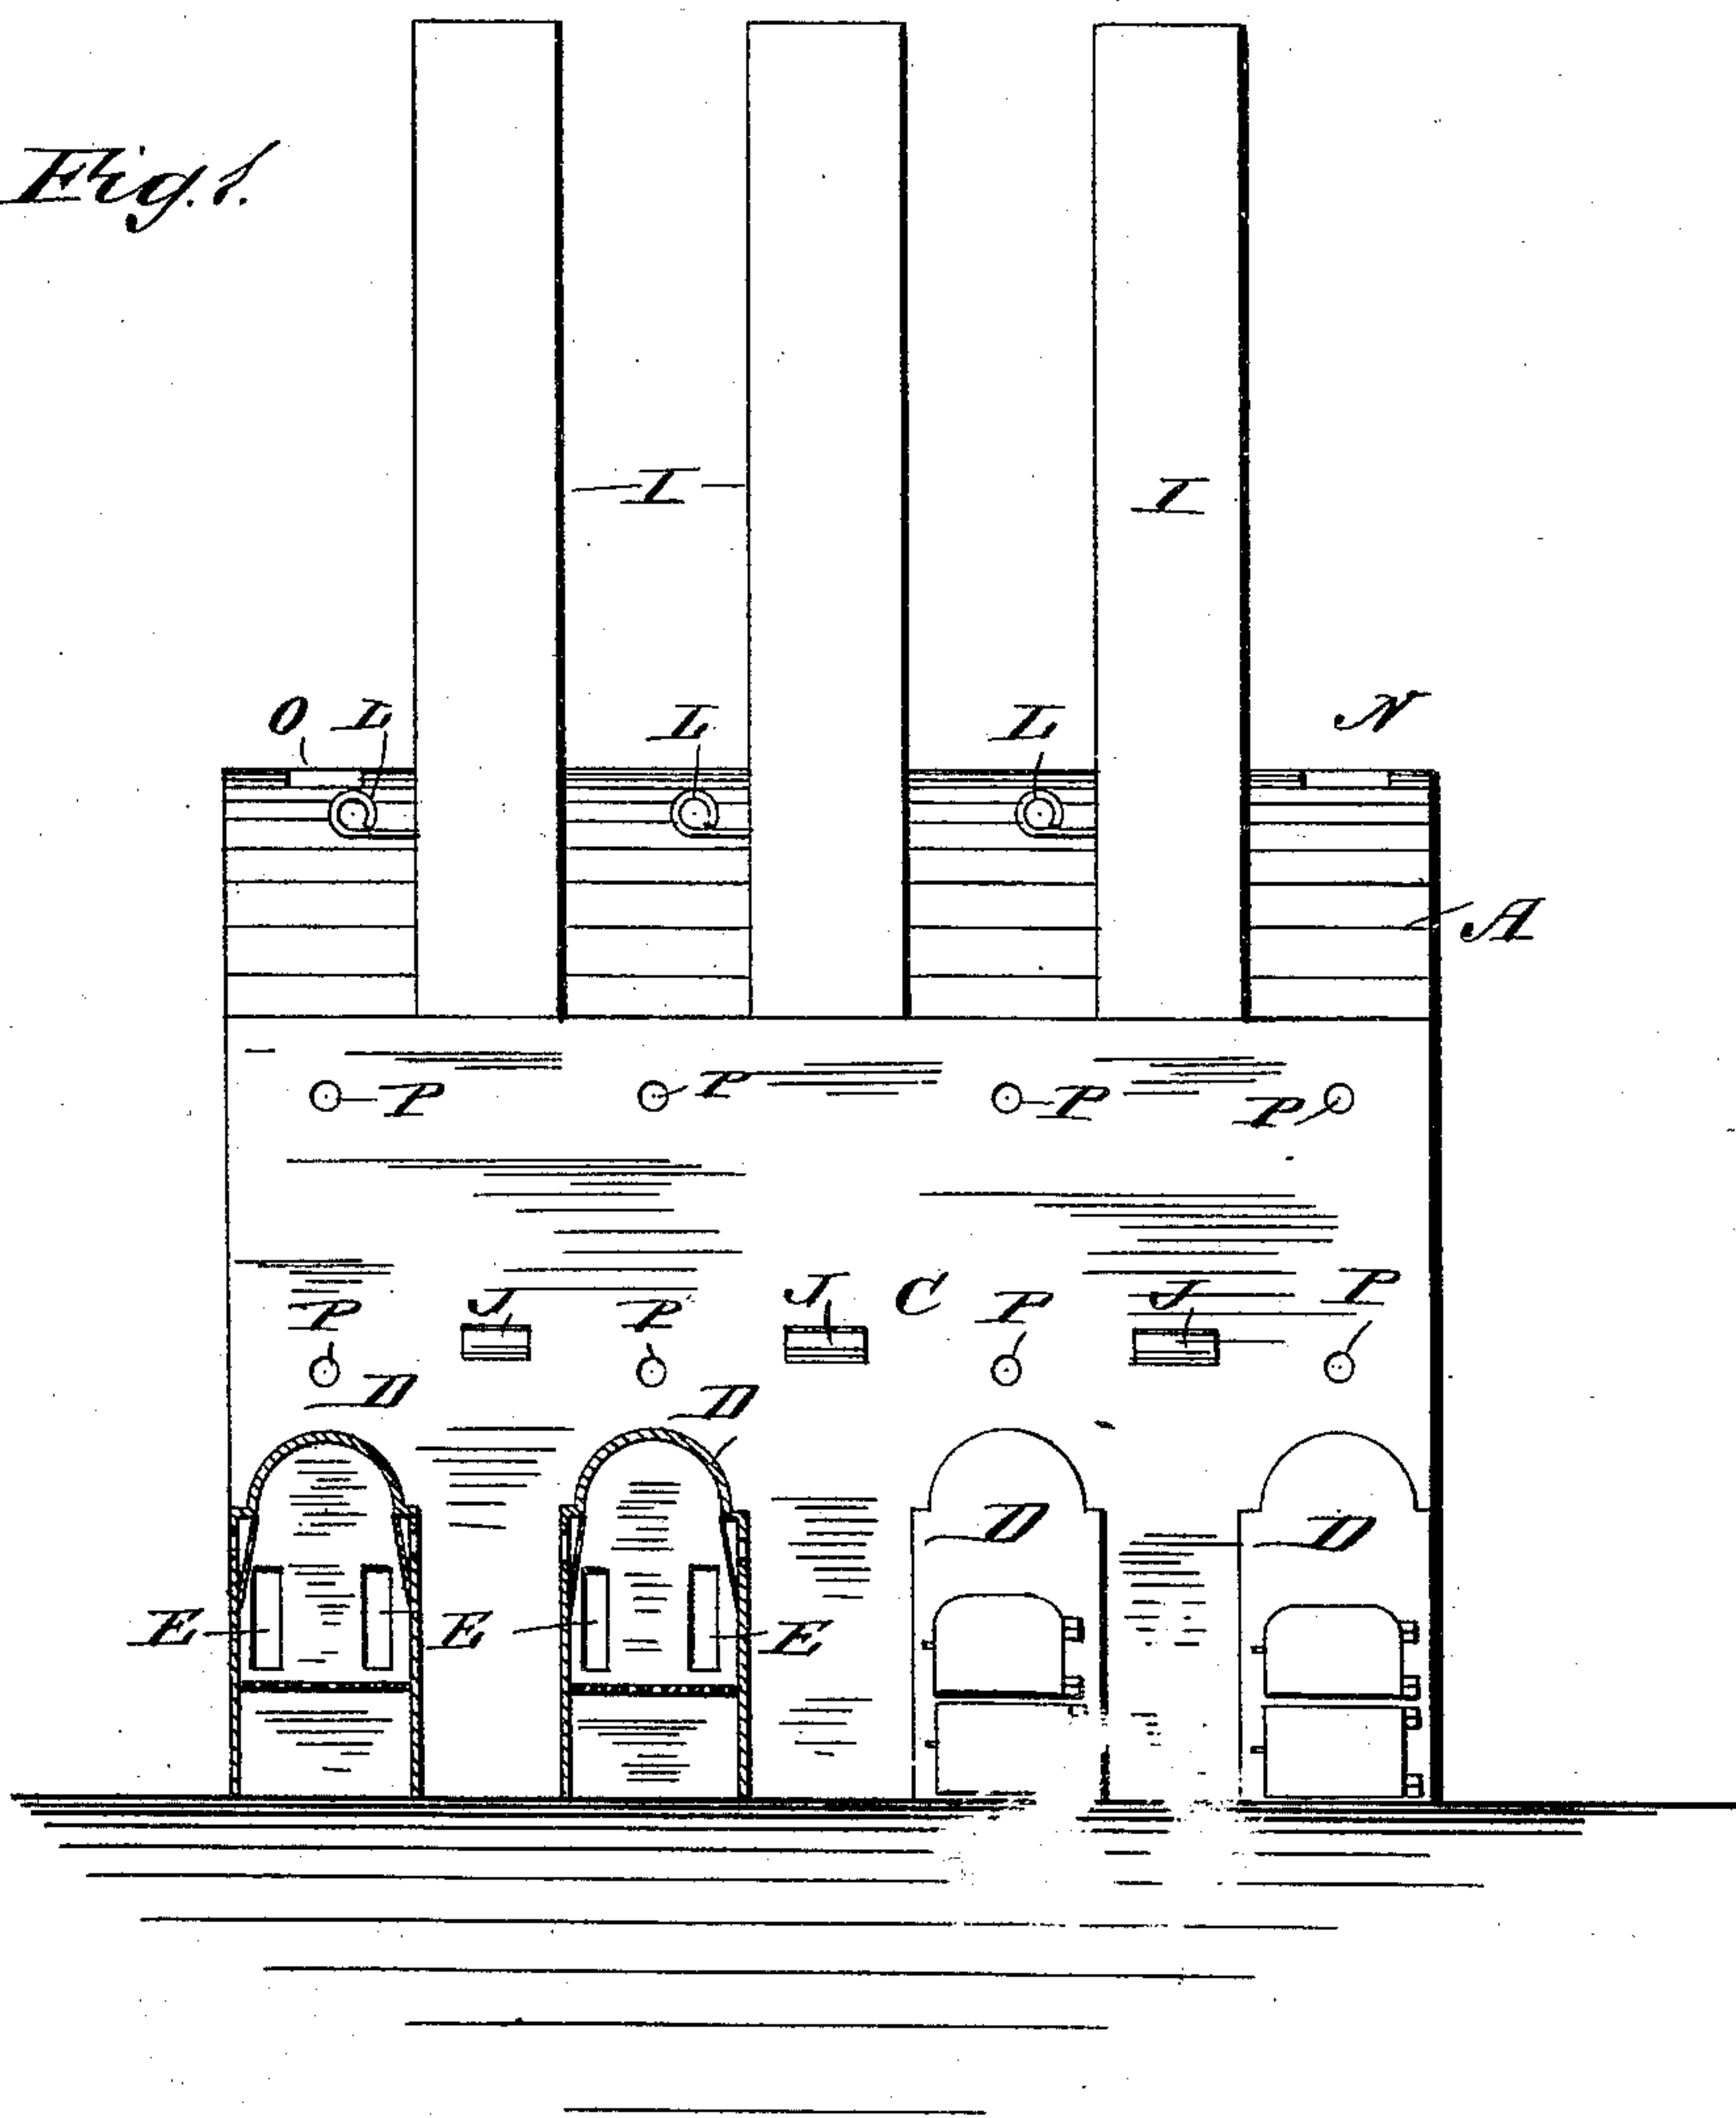 Fig. 1.
I I
O L L L N
A
P P P P
P J P J C P J P
D D
D D
E E E